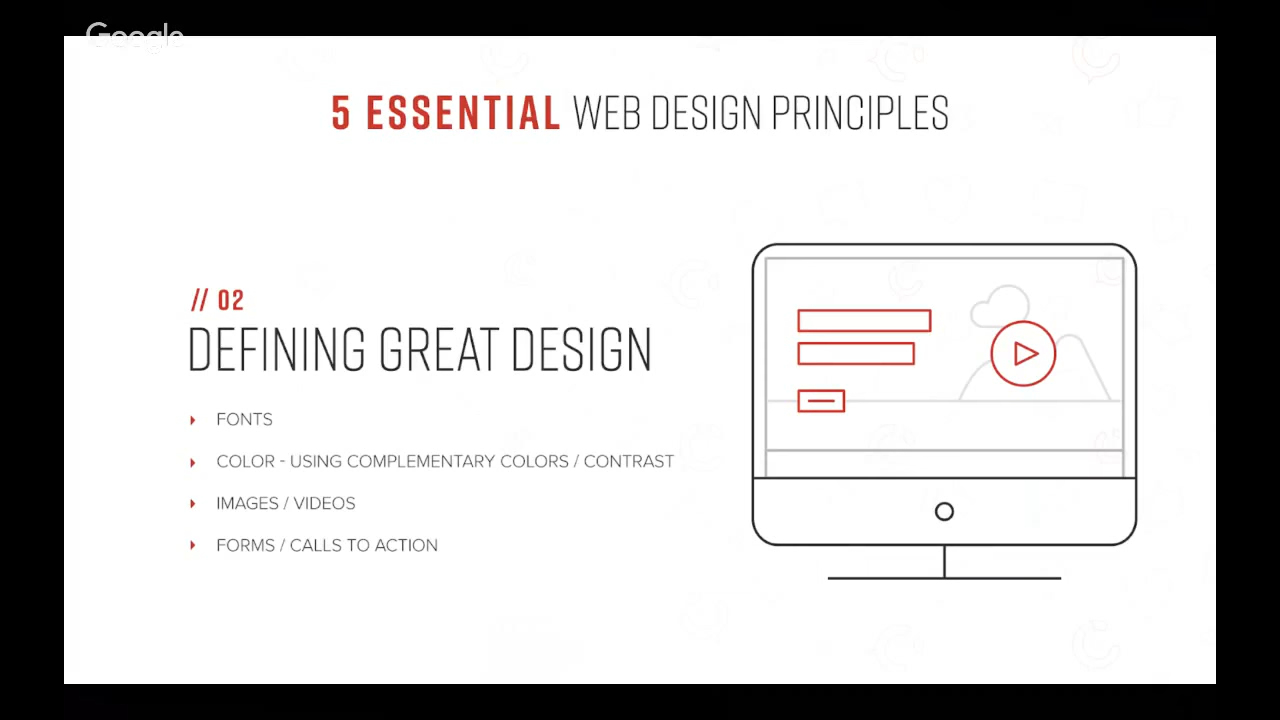 Google
5 ESSENTIAL WEB DESIGN PRINCIPLES
// 02
DEFINING GREAT DESIGN
FONTS
COLOR - USING COMPLEMENTARY COLORS / CONTRAST
IMAGES / VIDEOS
FORMS / CALLS TO ACTION